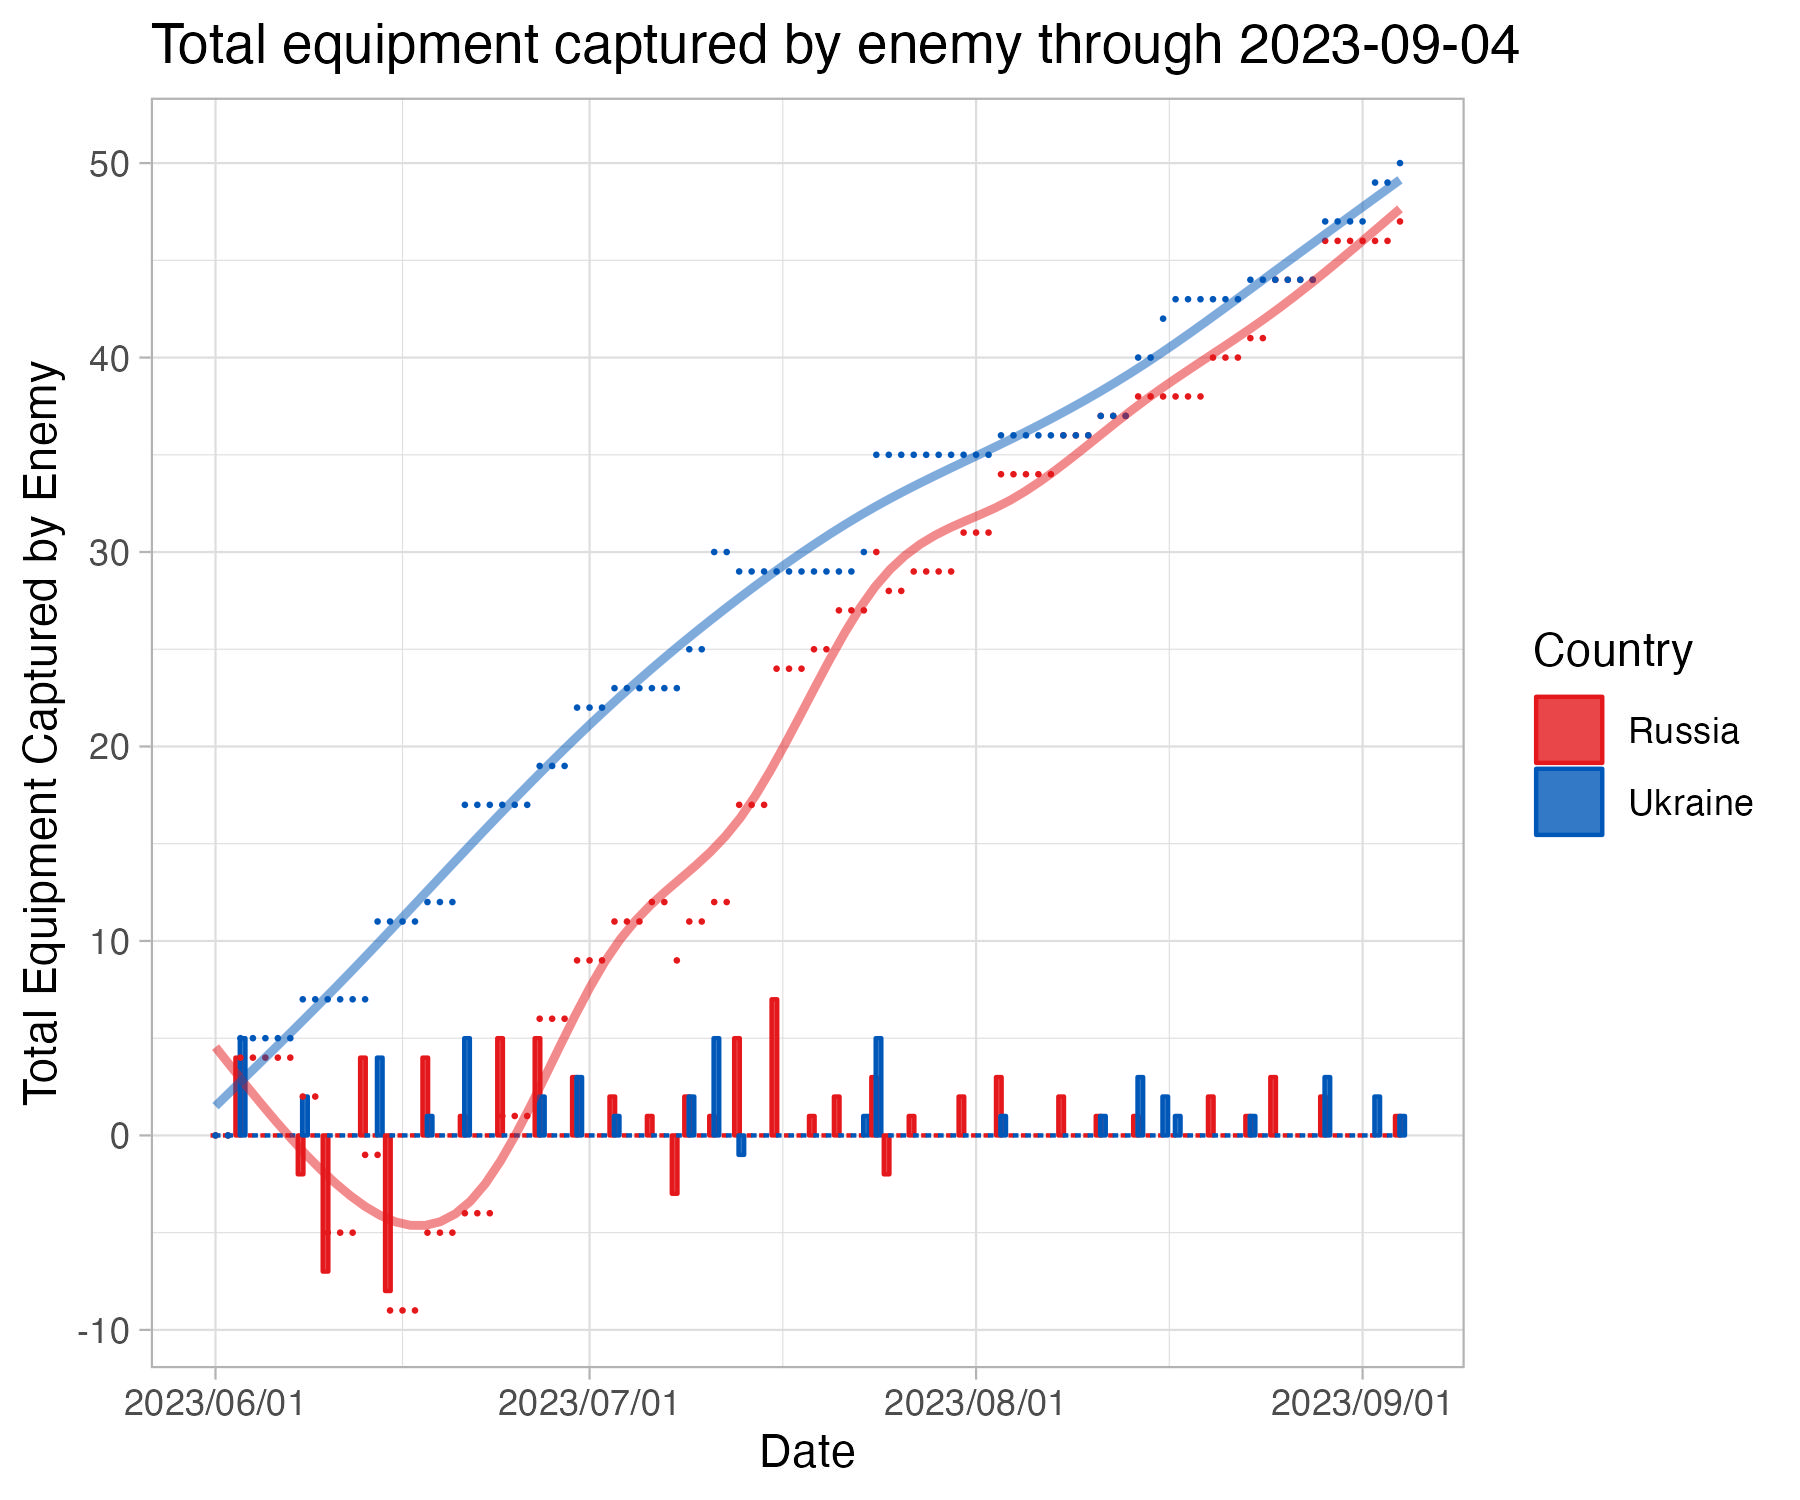 Total equipment captured by enemy through 2023-09-04
Total Equipment Captured by Enemy
50
40
30
20
10
0
-10
2023/06/01
2023/07/01
2023/08/01
2023/09/01
Date
Country
Russia
Ukraine